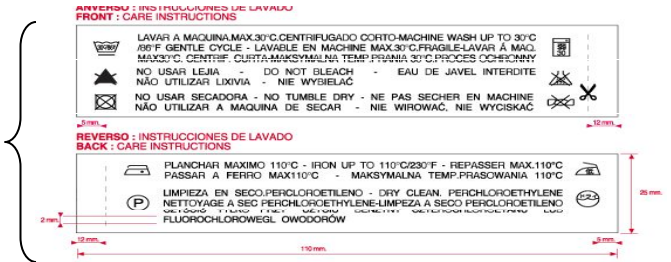 ANVERSO : INSTRUCCIONES DE LAVADO
FRONT : CARE INSTRUCTIONS
LAVAR A MAQUINA.MAX.30°C.CENTRIFUGADO CORTO-MACHINE WASH UP TO 30°C
/86°F GENTLE CYCLE - LAVABLE EN MACHINE MAX.30°C.FRAGILE-LAVAR Á MAQ.
MAX30°C. CENTRIF. CURTA-MAKSYMALNA TEMP.PRANIA 30°C.PROCES OCHRONNY
NO USAR LEJIA - DO NOT BLEACH - EAU DE JAVEL INTERDITE
NÃO UTILIZAR LIXIVIA - NIE WYBIELAĆ
NO USAR SECADORA - NO TUMBLE DRY - NE PAS SECHER EN MACHINE
NÃO UTILIZAR A MAQUINA DE SECAR - NIE WIROWAĆ, NIE WYCISKAĆ
5 mm.
12 mm.
REVERSO : INSTRUCCIONES DE LAVADO
BACK : CARE INSTRUCTIONS
PLANCHAR MAXIMO 110°C - IRON UP TO 110°C/230°F - REPASSER MAX.110°C
PASSAR A FERRO MAX110°C - MAKSYMALNA TEMP.PRASOWANIA 110°C
P
LIMPIEZA EN SECO.PERCLOROETILENO - DRY CLEAN. PERCHLOROETHYLENE
NETTOYAGE A SEC PERCHLOROETHYLENE-LIMPEZA A SECO PERCLOROETILENO
FLUOROCHLOROWEGL OWODORÓW
25 mm.
2 mm.
12 mm.
5 mm.
110 mm.